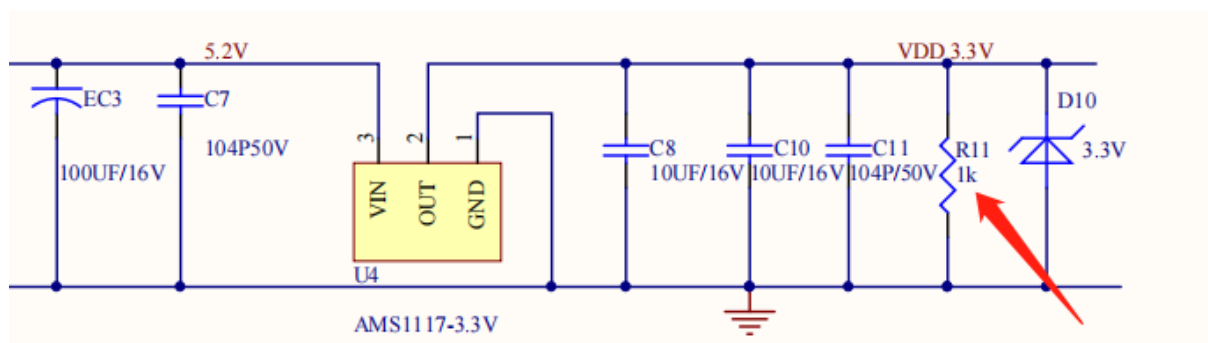 5.2V
VDD 3.3V
EC3
C7
D10
3
2
1
104P50V
C8
C10
C11
R11
3.3V
100UF/16V
10UF/16V
10UF/16V
104P/50V
1k
VIN
OUT
GND
U4
AMS1117-3.3V